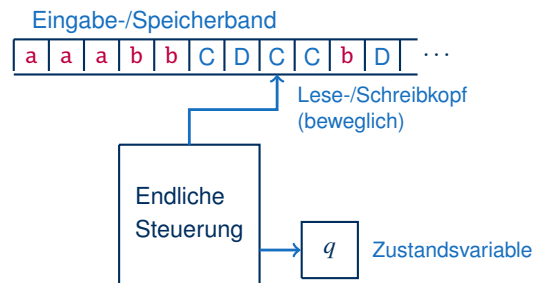 Eingabe-/Speicherband
a a a b b C D C C b D ···
Lese-/Schreibkopf
(beweglich)
Endliche
Steuerung
q
Zustandsvariable